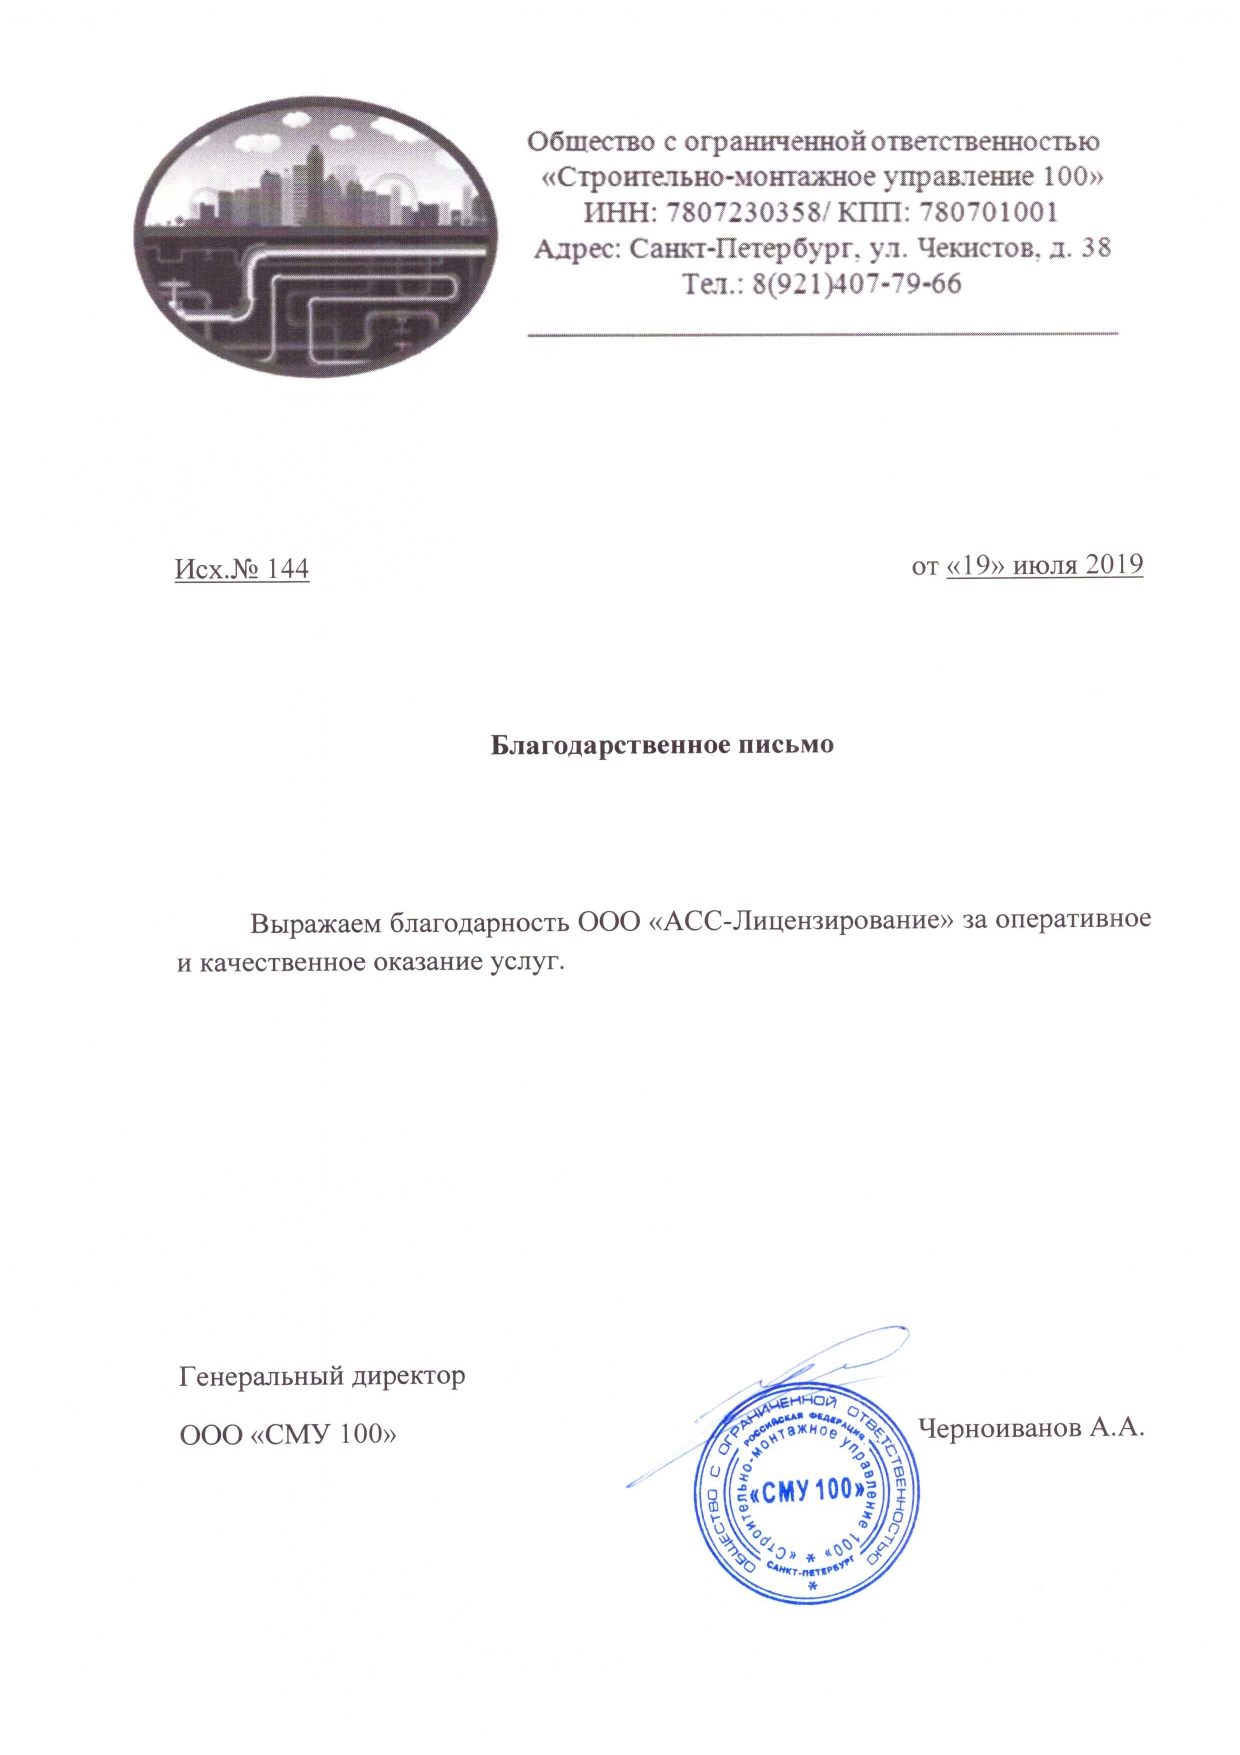 Общество с ограниченной ответственностью
«Строительно-монтажное управление 100»
ИНН: 7807230358/ КПП: 780701001
Адрес: Санкт-Петербург, ул. Чекистов, д. 38
Тел.: 8(921)407-79-66
Исх.№ 144
от «19» июля 2019
Благодарственное письмо
Выражаем благодарность ООО «АСС-Лицензирование» за оперативное
и качественное оказание услуг.
Генеральный директор
ООО «СМУ 100»
Черноиванов А.А.
ОБЩЕСТВО С ОГРАНИЧЕННОЙ ОТВЕТСТВЕННОСТЬЮ
РОССИЙСКАЯ ФЕДЕРАЦИЯ
«Строительно-монтажное управление 100»
«СМУ 100»
САНКТ-ПЕТЕРБУРГ